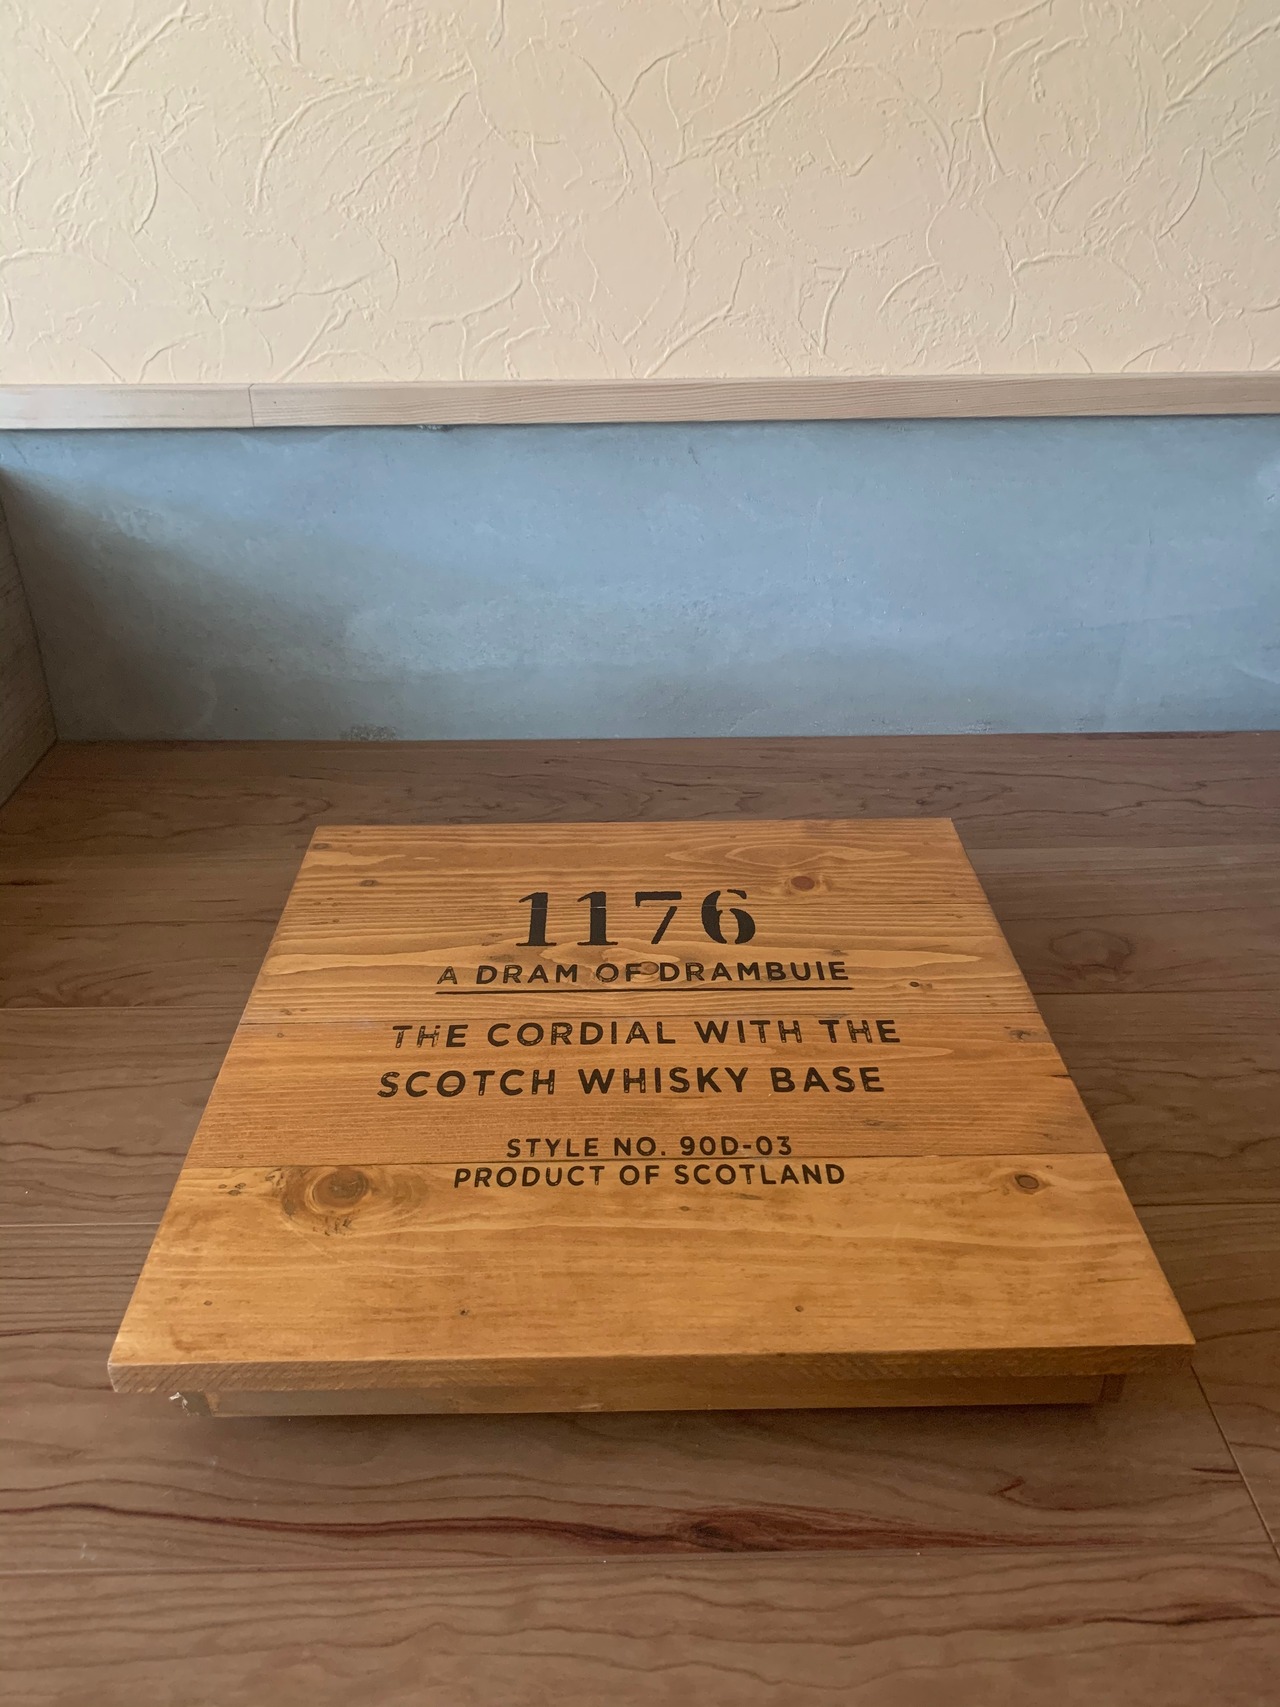 1176
A DRAM OF DRAMBUIE
THE CORDIAL WITH THE
SCOTCH WHISKY BASE
STYLE NO. 90D-03
PRODUCT OF SCOTLAND